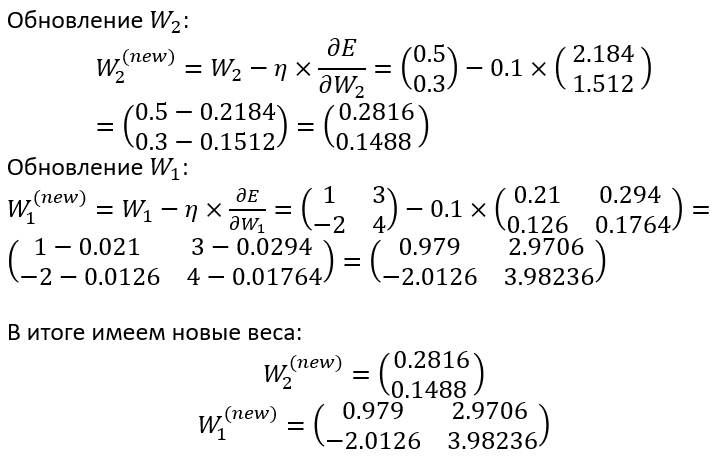 Обновление W₂:
W₂^(new) = W₂ − η × ∂E/∂W₂ = (0.5 0.3) − 0.1 × (2.184 1.512)
= (0.5 − 0.2184 0.3 − 0.1512) = (0.2816 0.1488)
Обновление W₁:
W₁^(new) = W₁ − η × ∂E/∂W₁ = (1 3 −2 4) − 0.1 × (0.21 0.294 0.126 0.1764) =
(1 − 0.021 3 − 0.0294 −2 − 0.0126 4 − 0.01764) = (0.979 2.9706 −2.0126 3.98236)
В итоге имеем новые веса:
W₂^(new) = (0.2816 0.1488)
W₁^(new) = (0.979 2.9706 −2.0126 3.98236)